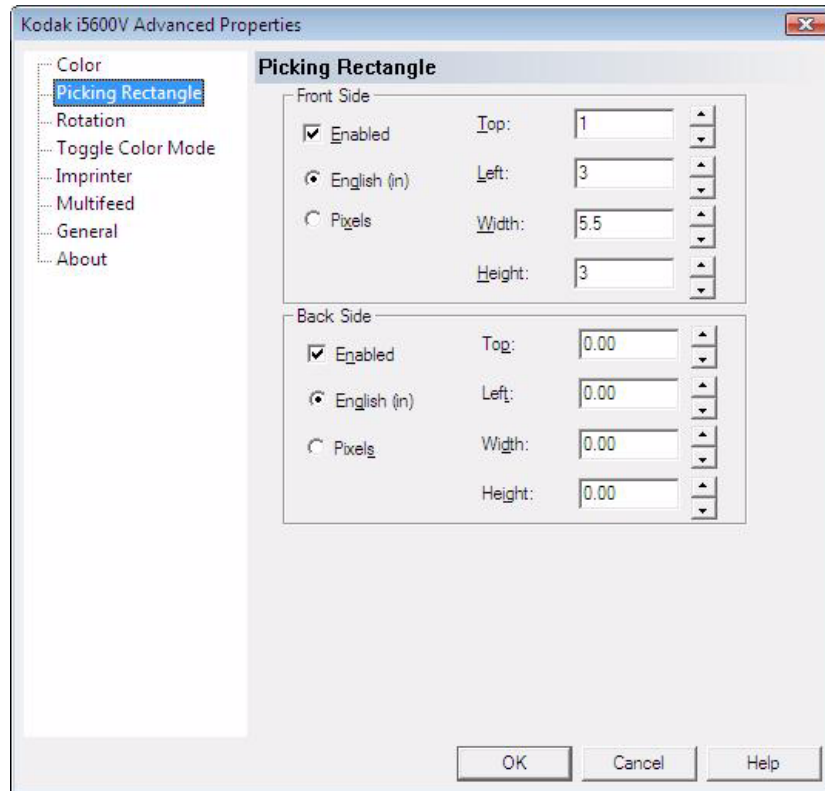 Kodak i5600V Advanced Properties
Color
Picking Rectangle
Rotation
Toggle Color Mode
Imprinter
Multifeed
General
About
Picking Rectangle
Front Side
Enabled
English (in)
Pixels
Top: 1
Left: 3
Width: 5.5
Height: 3
Back Side
Enabled
English (in)
Pixels
Top: 0.00
Left: 0.00
Width: 0.00
Height: 0.00
OK Cancel Help